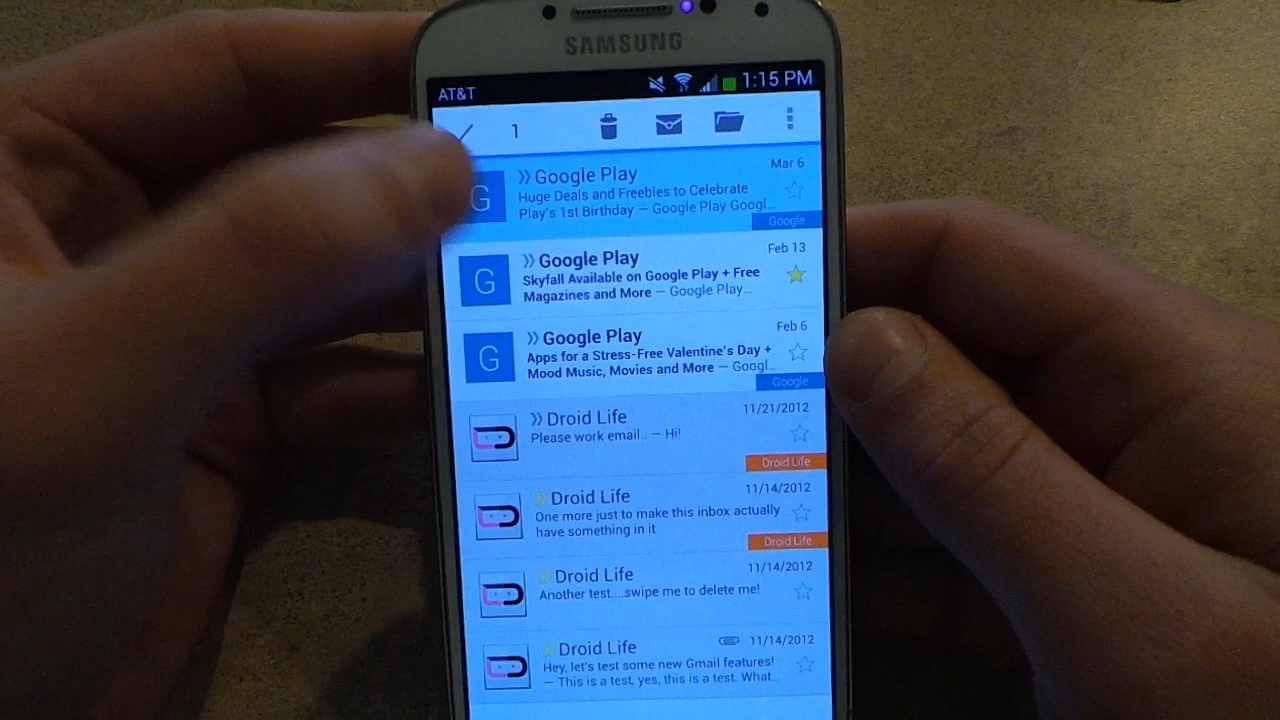 SAMSUNG
AT&T 1:15 PM
1
G
» Google Play Mar 6
Huge Deals and Freebies to Celebrate
Play's 1st Birthday — Google Play Googl...
Google
G
» Google Play Feb 13
Skyfall Available on Google Play + Free
Magazines and More — Google Play...
G
» Google Play Feb 6
Apps for a Stress-Free Valentine's Day +
Mood Music, Movies and More — Googl...
Google
» Droid Life 11/21/2012
Please work email.. — Hi!
Droid Life
» Droid Life 11/14/2012
One more just to make this inbox actually
have something in it
Droid Life
» Droid Life 11/14/2012
Another test....swipe me to delete me!
» Droid Life 11/14/2012
Hey, let's test some new Gmail features!
— This is a test, yes, this is a test. What...